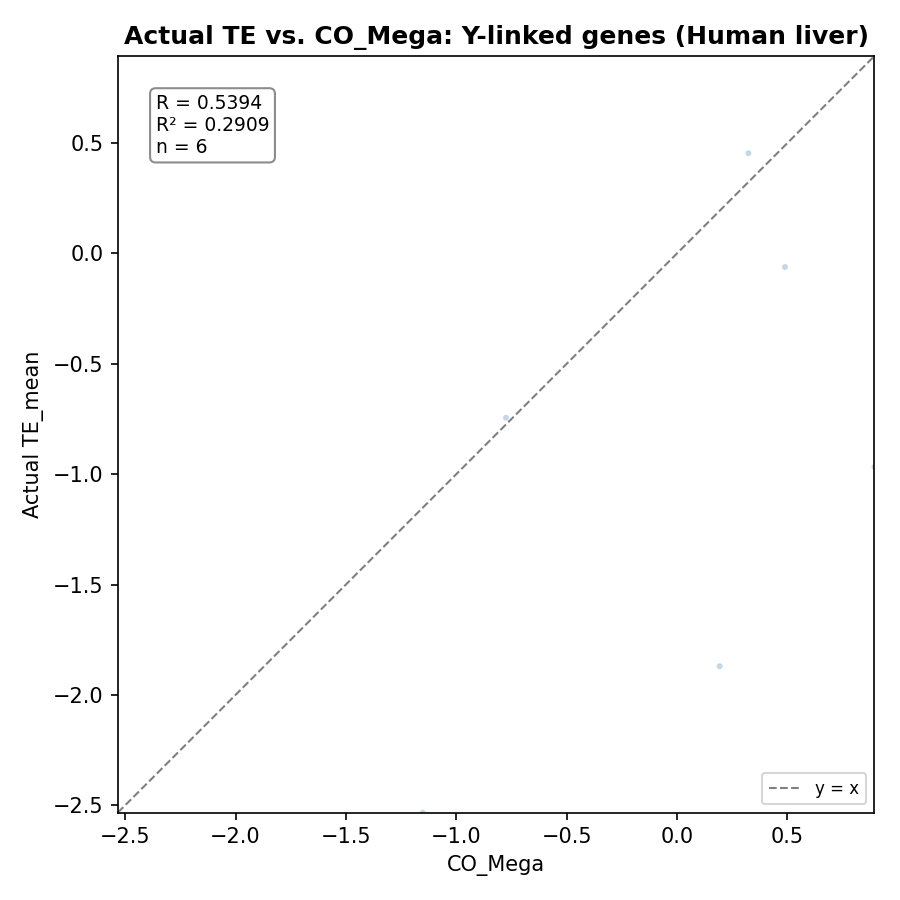 Actual TE vs. CO_Mega: Y-linked genes (Human liver)
R = 0.5394
R² = 0.2909
n = 6
0.5
0.0
−0.5
−1.0
−1.5
−2.0
−2.5
Actual TE_mean
y = x
−2.5 −2.0 −1.5 −1.0 −0.5 0.0 0.5
CO_Mega